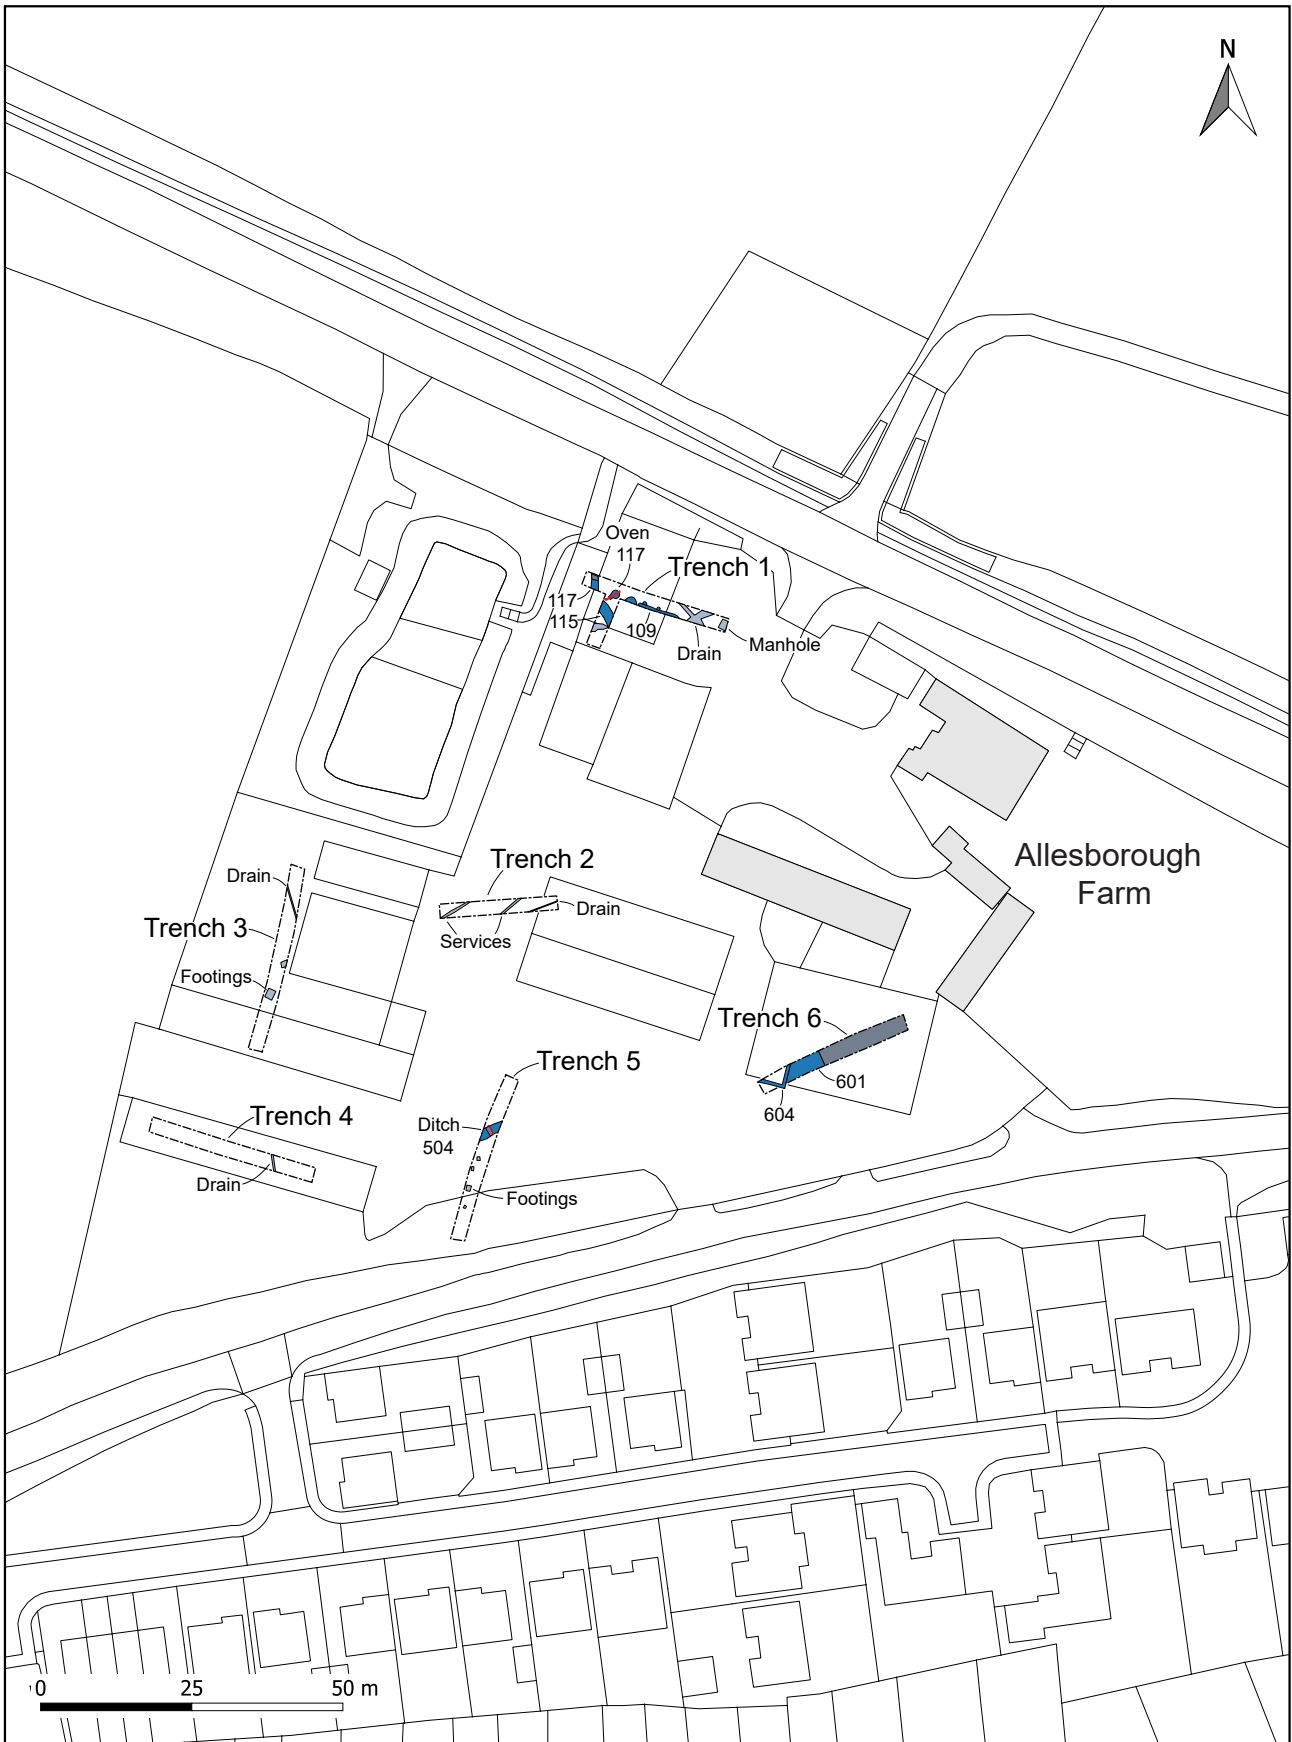 N
Oven
117
Trench 1
117
115
109
Drain
Manhole
Allesborough
Farm
Trench 2
Drain
Drain
Trench 3
Services
Footings
Trench 6
601
604
Trench 5
Trench 4
Ditch
504
Drain
Footings
0 25 50 m